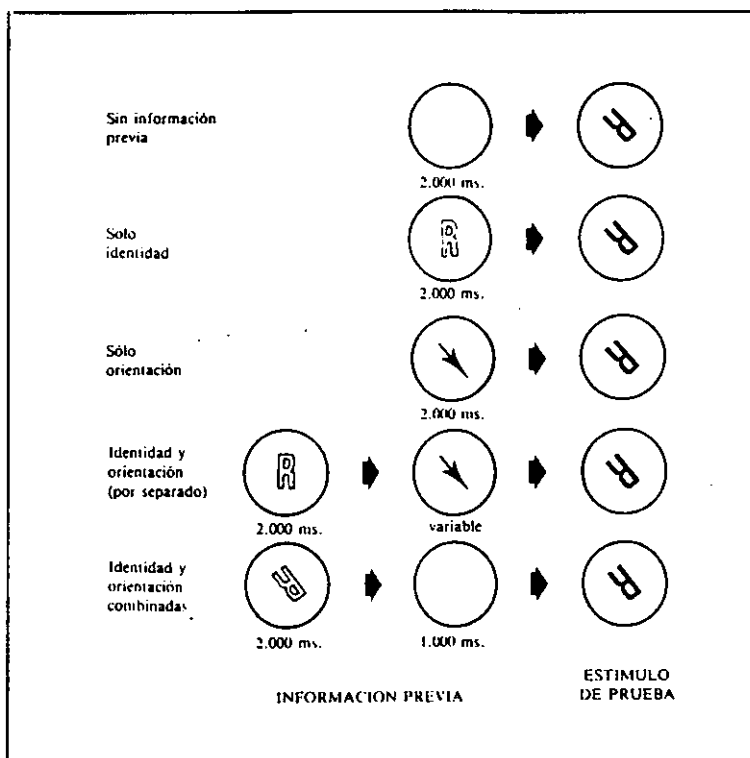 Sin información
previa
2.000 ms.
R
Solo
identidad
R
2.000 ms.
R
Sólo
orientación
2.000 ms.
R
Identidad y
orientación
(por separado)
R
2.000 ms.
variable
R
Identidad y
orientación
combinadas
R
2.000 ms.
1.000 ms.
R
INFORMACION PREVIA
ESTIMULO
DE PRUEBA